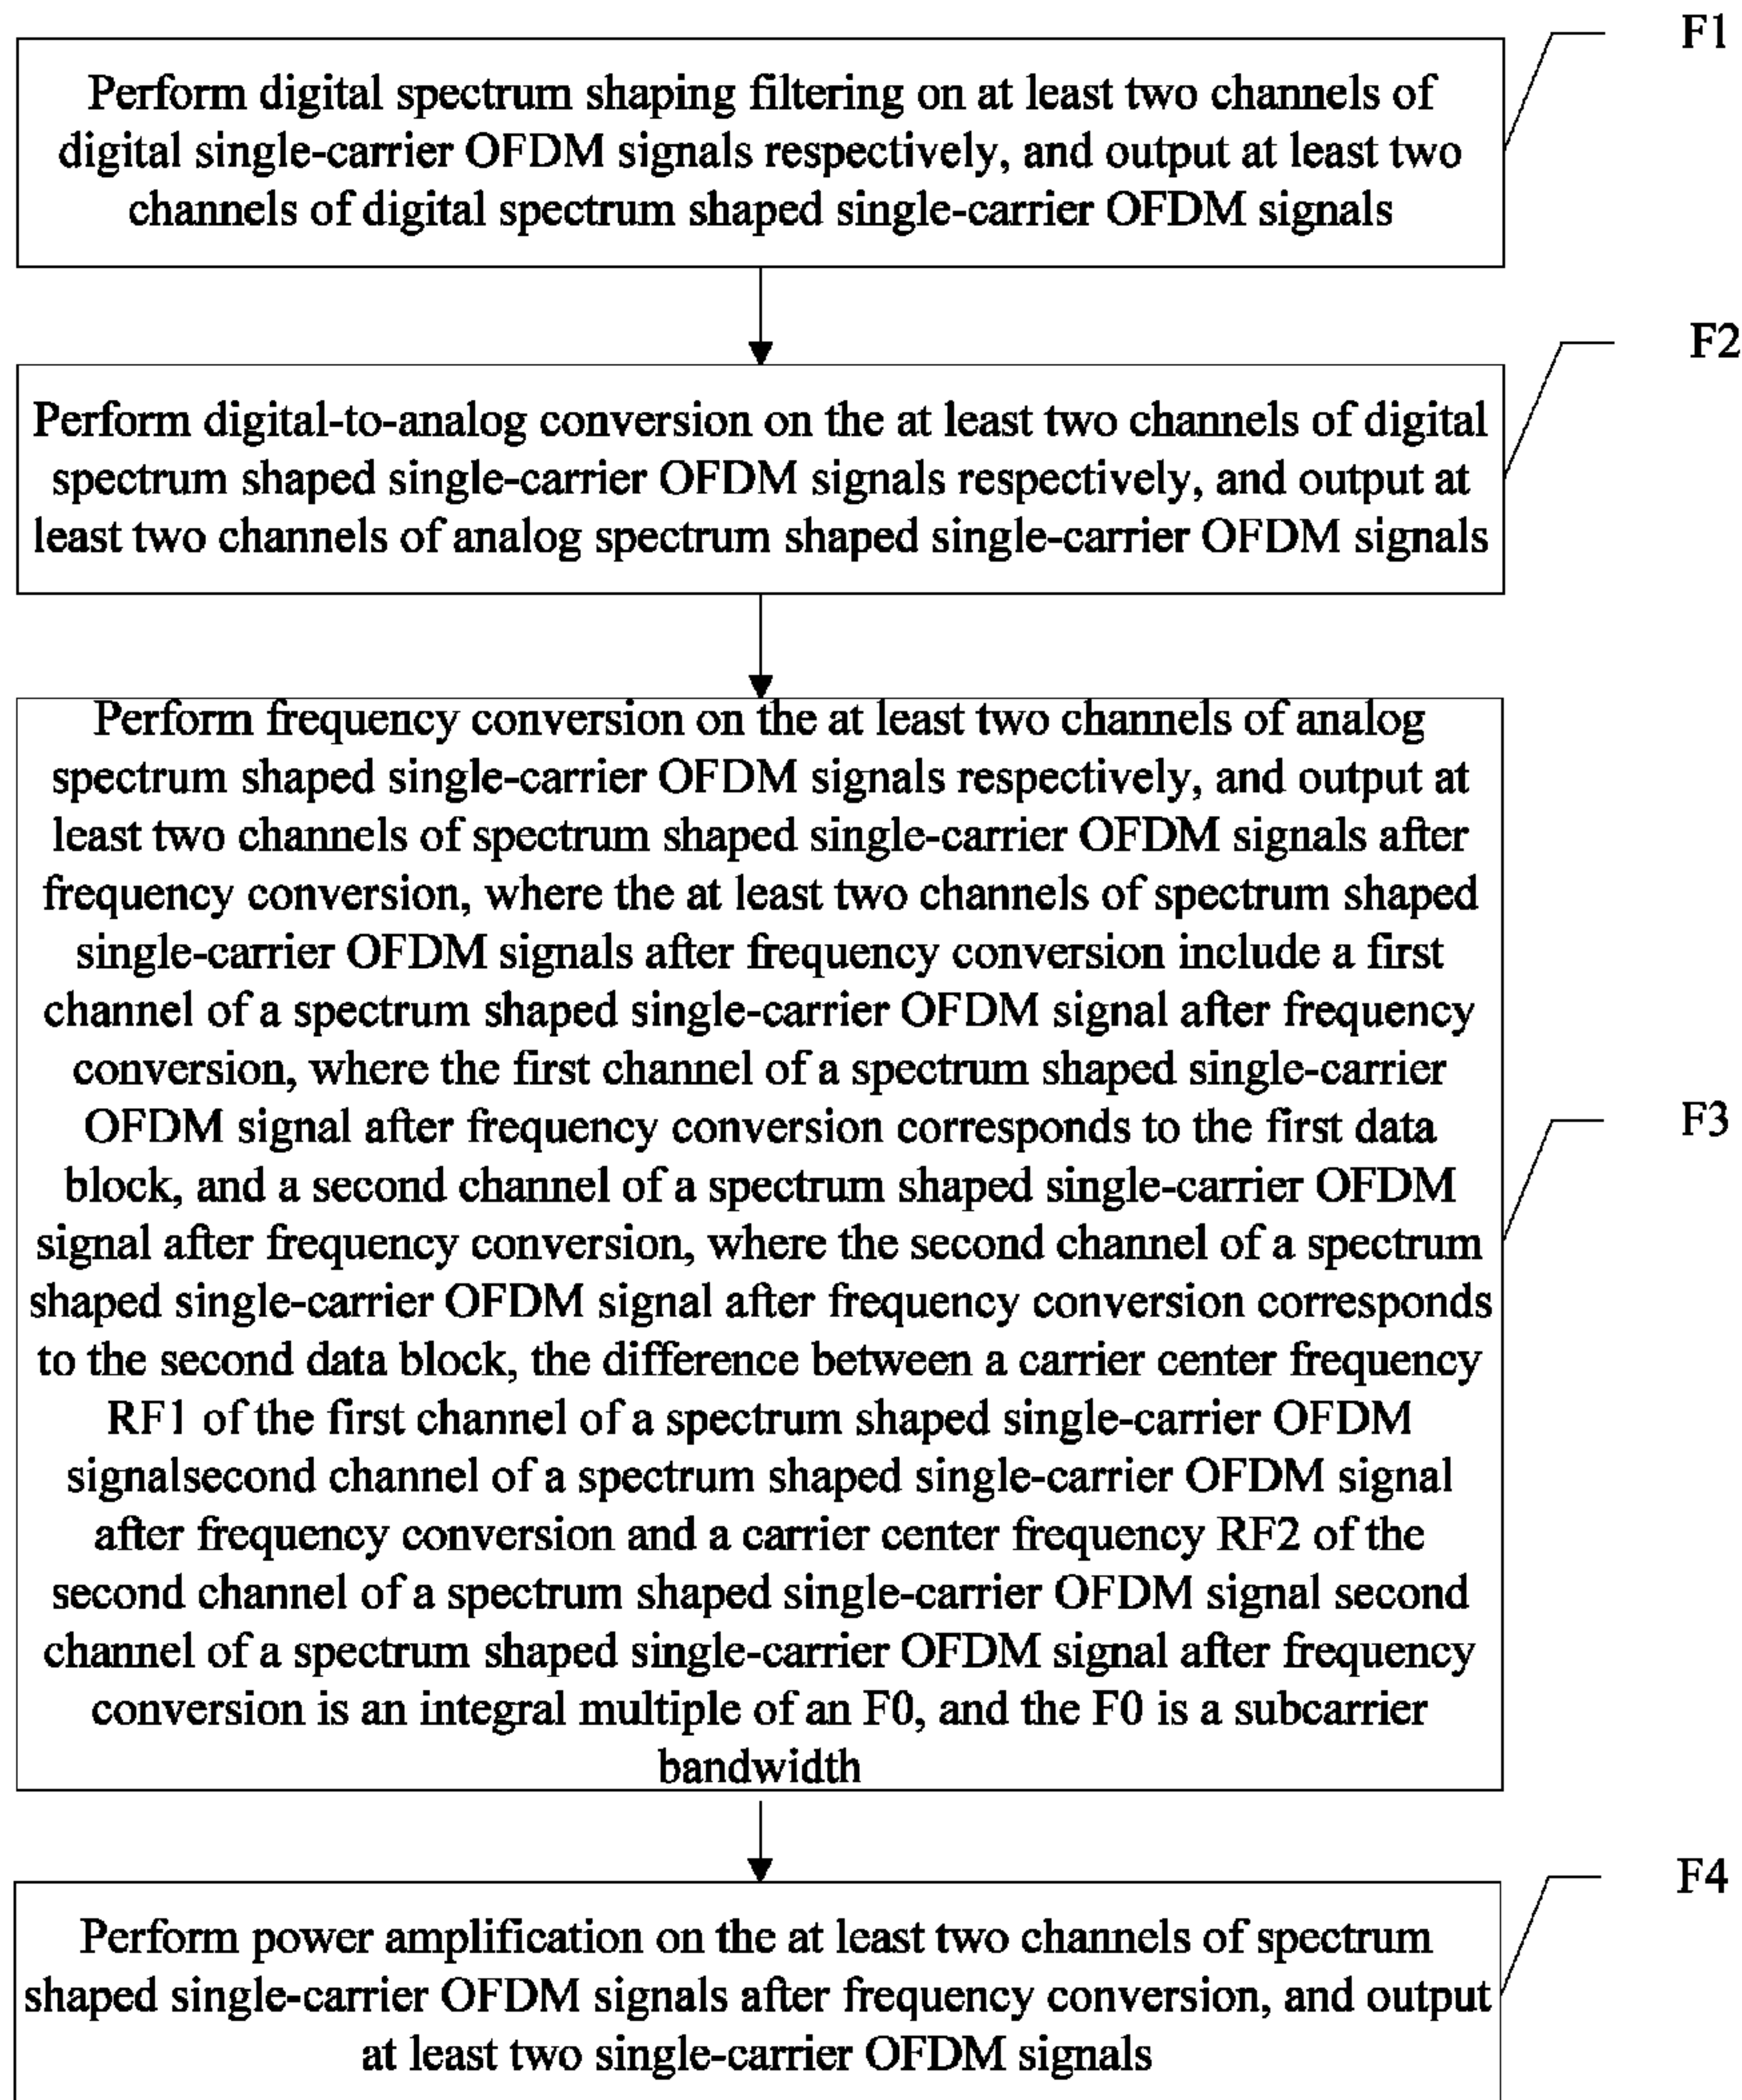 F1
Perform digital spectrum shaping filtering on at least two channels of
digital single-carrier OFDM signals respectively, and output at least two
channels of digital spectrum shaped single-carrier OFDM signals
F2
Perform digital-to-analog conversion on the at least two channels of digital
spectrum shaped single-carrier OFDM signals respectively, and output at
least two channels of analog spectrum shaped single-carrier OFDM signals
Perform frequency conversion on the at least two channels of analog
spectrum shaped single-carrier OFDM signals respectively, and output at
least two channels of spectrum shaped single-carrier OFDM signals after
frequency conversion, where the at least two channels of spectrum shaped
single-carrier OFDM signals after frequency conversion include a first
channel of a spectrum shaped single-carrier OFDM signal after frequency
conversion, where the first channel of a spectrum shaped single-carrier
OFDM signal after frequency conversion corresponds to the first data
block, and a second channel of a spectrum shaped single-carrier OFDM
signal after frequency conversion, where the second channel of a spectrum
shaped single-carrier OFDM signal after frequency conversion corresponds
to the second data block, the difference between a carrier center frequency
RF1 of the first channel of a spectrum shaped single-carrier OFDM
signalsecond channel of a spectrum shaped single-carrier OFDM signal
after frequency conversion and a carrier center frequency RF2 of the
second channel of a spectrum shaped single-carrier OFDM signal second
channel of a spectrum shaped single-carrier OFDM signal after frequency
conversion is an integral multiple of an F0, and the F0 is a subcarrier
bandwidth
F3
F4
Perform power amplification on the at least two channels of spectrum
shaped single-carrier OFDM signals after frequency conversion, and output
at least two single-carrier OFDM signals